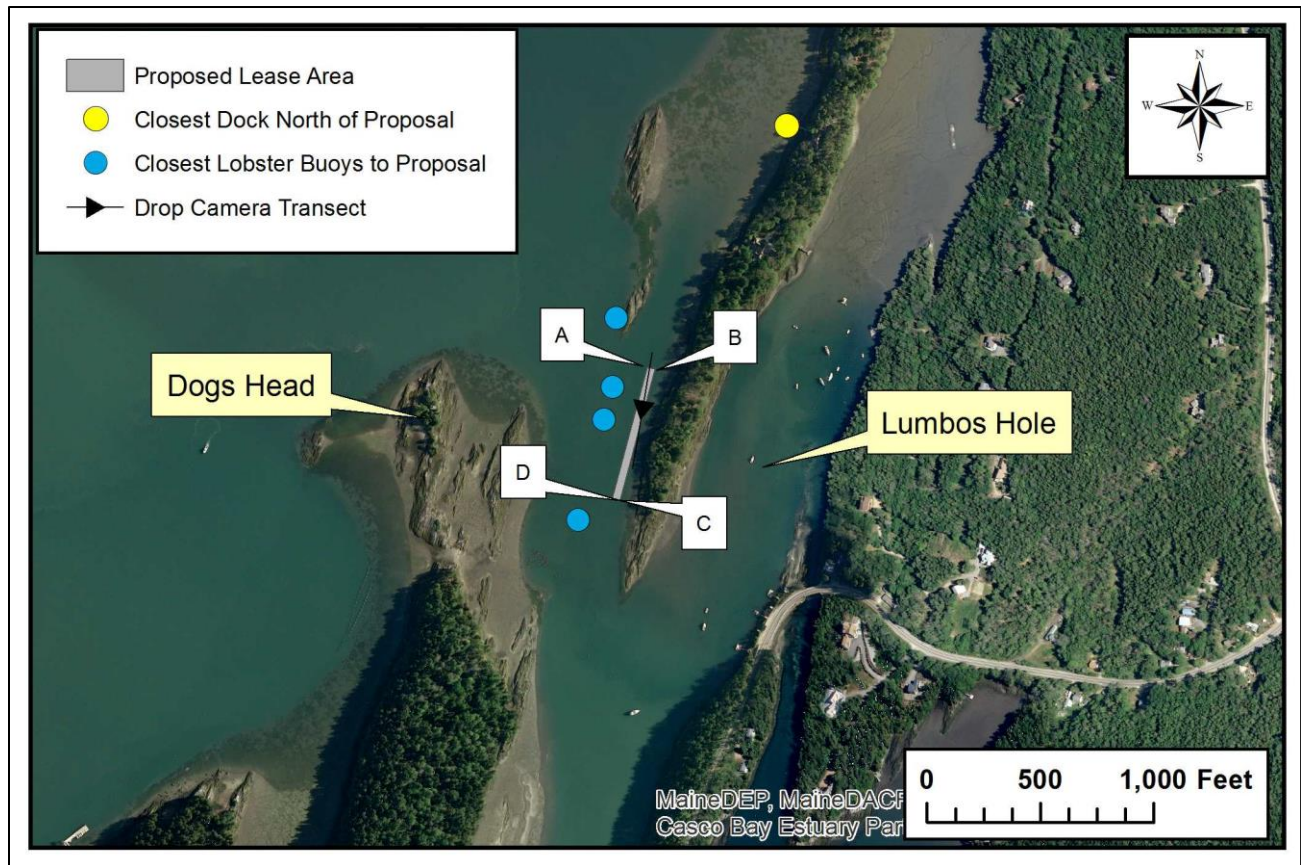 Proposed Lease Area
Closest Dock North of Proposal
Closest Lobster Buoys to Proposal
Drop Camera Transect
N
W
E
S
A
B
Dogs Head
Lumbos Hole
D
C
0 500 1,000 Feet
MaineDEP, MaineDACF
Casco Bay Estuary Par